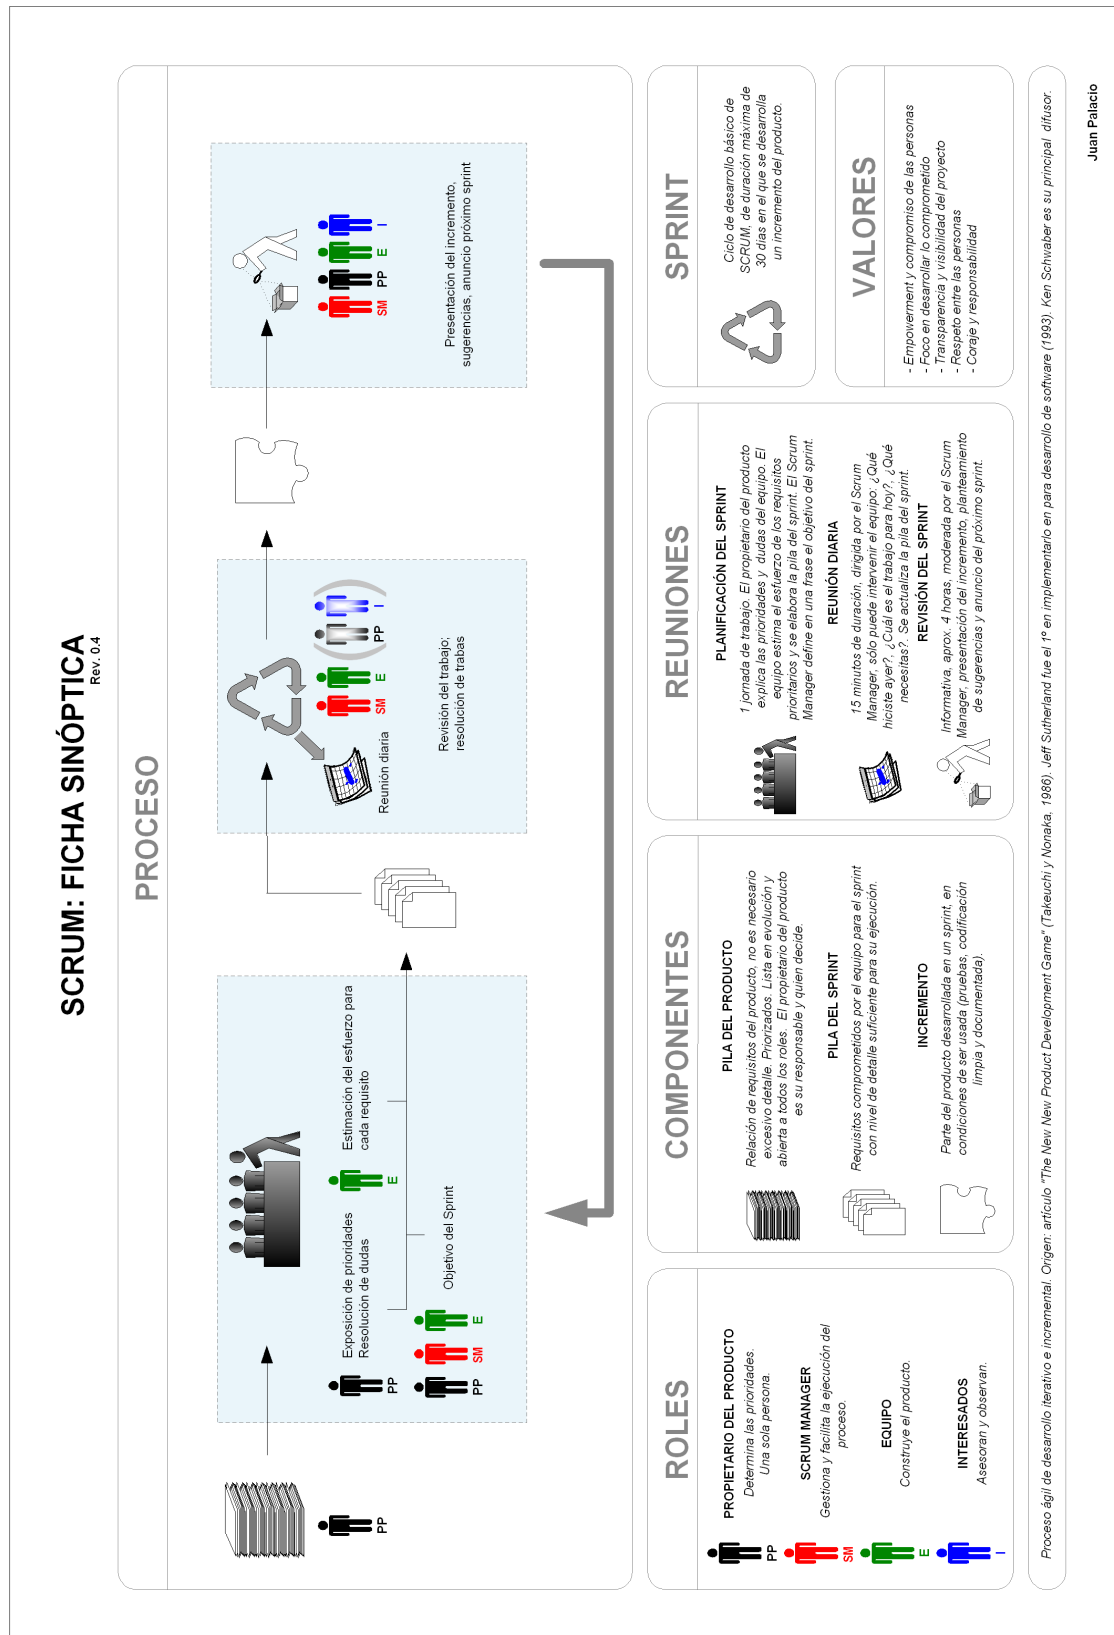 SCRUM: FICHA SINÓPTICA
Rev. 0.4
PROCESO
PP
Exposición de prioridades
Resolución de dudas
PP
Estimación del esfuerzo para
cada requisito
E
Objetivo del Sprint
PP
SM
E
Reunión diaria
SM
E
PP
I
Revisión del trabajo;
resolución de trabas
SM
PP
E
I
Presentación del incremento,
sugerencias, anuncio próximo sprint
ROLES
PP
PROPIETARIO DEL PRODUCTO
Determina las prioridades.
Una sola persona.
SM
SCRUM MANAGER
Gestiona y facilita la ejecución del
proceso.
E
EQUIPO
Construye el producto.
I
INTERESADOS
Asesoran y observan.
COMPONENTES
PILA DEL PRODUCTO
Relación de requisitos del producto, no es necesario
excesivo detalle. Priorizados. Lista en evolución y
abierta a todos los roles. El propietario del producto
es su responsable y quien decide.
PILA DEL SPRINT
Requisitos comprometidos por el equipo para el sprint
con nivel de detalle suficiente para su ejecución.
INCREMENTO
Parte del producto desarrollada en un sprint, en
condiciones de ser usada (pruebas, codificación
limpia y documentada).
REUNIONES
PLANIFICACIÓN DEL SPRINT
1 jornada de trabajo. El propietario del producto
explica las prioridades y dudas del equipo. El
equipo estima el esfuerzo de los requisitos
prioritarios y se elabora la pila del sprint. El Scrum
Manager define en una frase el objetivo del sprint.
REUNIÓN DIARIA
15 minutos de duración, dirigida por el Scrum
Manager, sólo puede intervenir el equipo: ¿Qué
hiciste ayer?, ¿Cuál es el trabajo para hoy?, ¿Qué
necesitas?. Se actualiza la pila del sprint.
REVISIÓN DEL SPRINT
Informativa, aprox. 4 horas, moderada por el Scrum
Manager, presentación del incremento, planteamiento
de sugerencias y anuncio del próximo sprint.
SPRINT
Ciclo de desarrollo básico de
SCRUM, de duración máxima de
30 días en el que se desarrolla
un incremento del producto.
VALORES
- Empowerment y compromiso de las personas
- Foco en desarrollar lo comprometido
- Transparencia y visibilidad del proyecto
- Respeto entre las personas
- Coraje y responsabilidad
Proceso ágil de desarrollo iterativo e incremental. Origen: artículo "The New New Product Development Game" (Takeuchi y Nonaka, 1986). Jeff Sutherland fue el 1º en implementarlo en para desarrollo de software (1993). Ken Schwaber es su principal difusor.
Juan Palacio